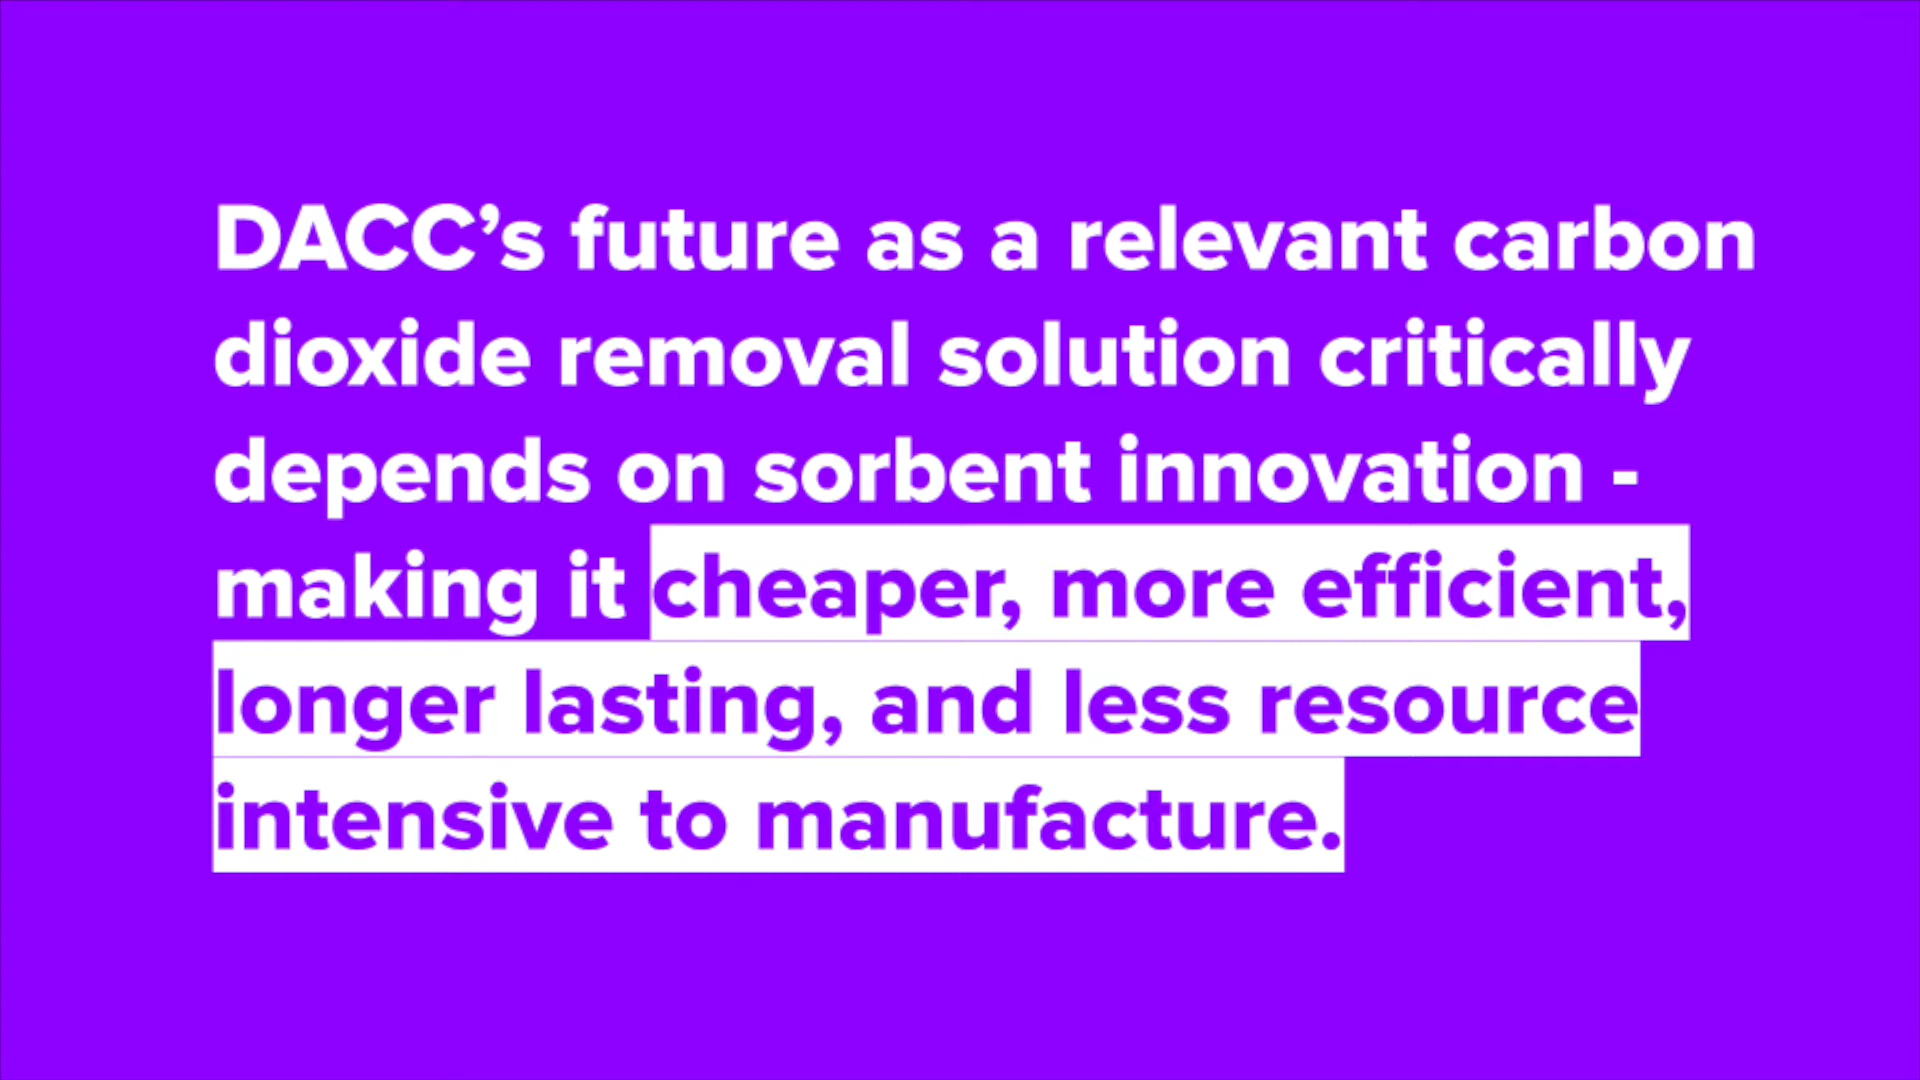 DACC’s future as a relevant carbon
dioxide removal solution critically
depends on sorbent innovation -
making it cheaper, more efficient,
longer lasting, and less resource
intensive to manufacture.